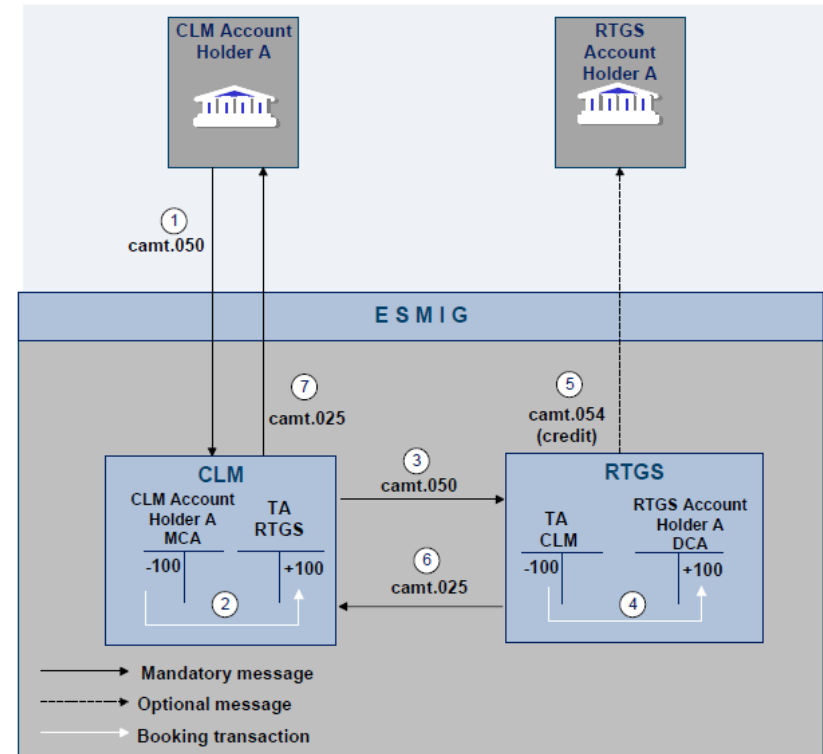 CLM Account
Holder A
RTGS
Account
Holder A
1
camt.050
E S M I G
7
camt.025
5
camt.054
(credit)
CLM
CLM Account
Holder A
MCA
TA
RTGS
-100
+100
2
3
camt.050
6
camt.025
RTGS
TA
CLM
RTGS Account
Holder A
DCA
-100
+100
4
Mandatory message
Optional message
Booking transaction